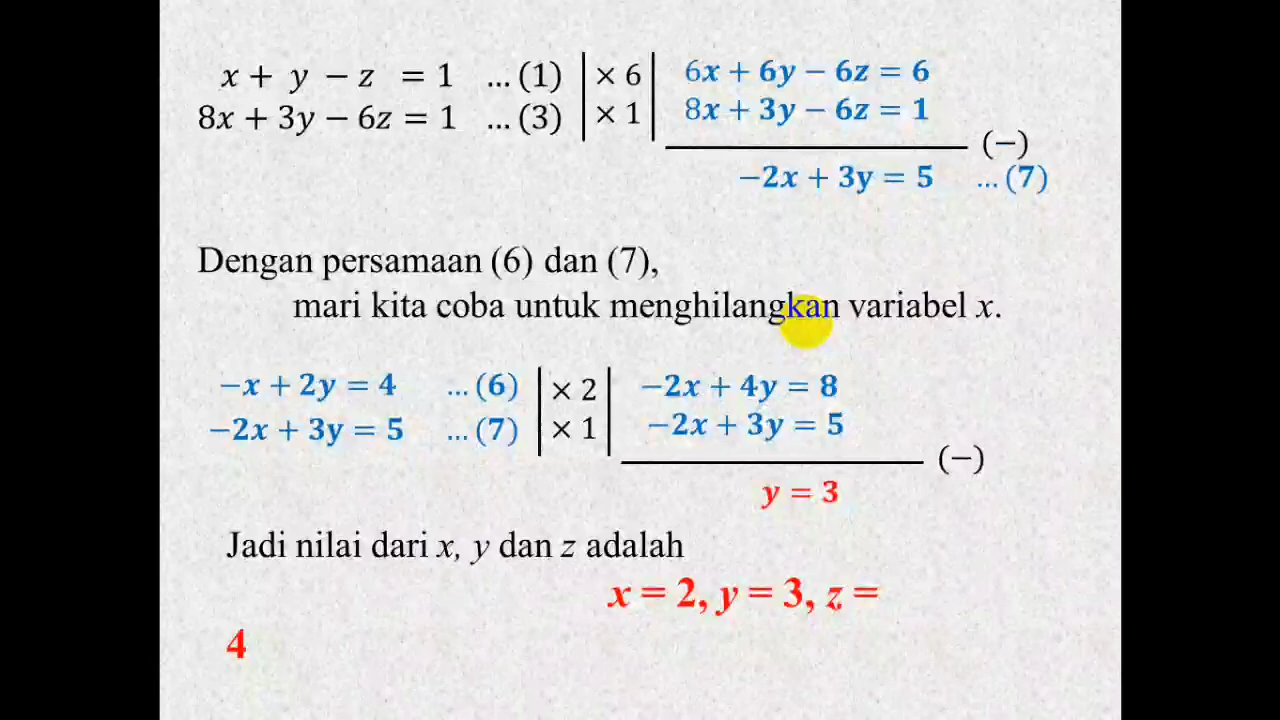 x + y − z = 1 ... (1) | × 6 | 6x + 6y − 6z = 6
8x + 3y − 6z = 1 ... (3) | × 1 | 8x + 3y − 6z = 1
(−)
−2x + 3y = 5 ... (7)
Dengan persamaan (6) dan (7),
mari kita coba untuk menghilangkan variabel x.
−x + 2y = 4 ... (6) | × 2 | −2x + 4y = 8
−2x + 3y = 5 ... (7) | × 1 | −2x + 3y = 5
(−)
y = 3
Jadi nilai dari x, y dan z adalah
x = 2, y = 3, z =
4